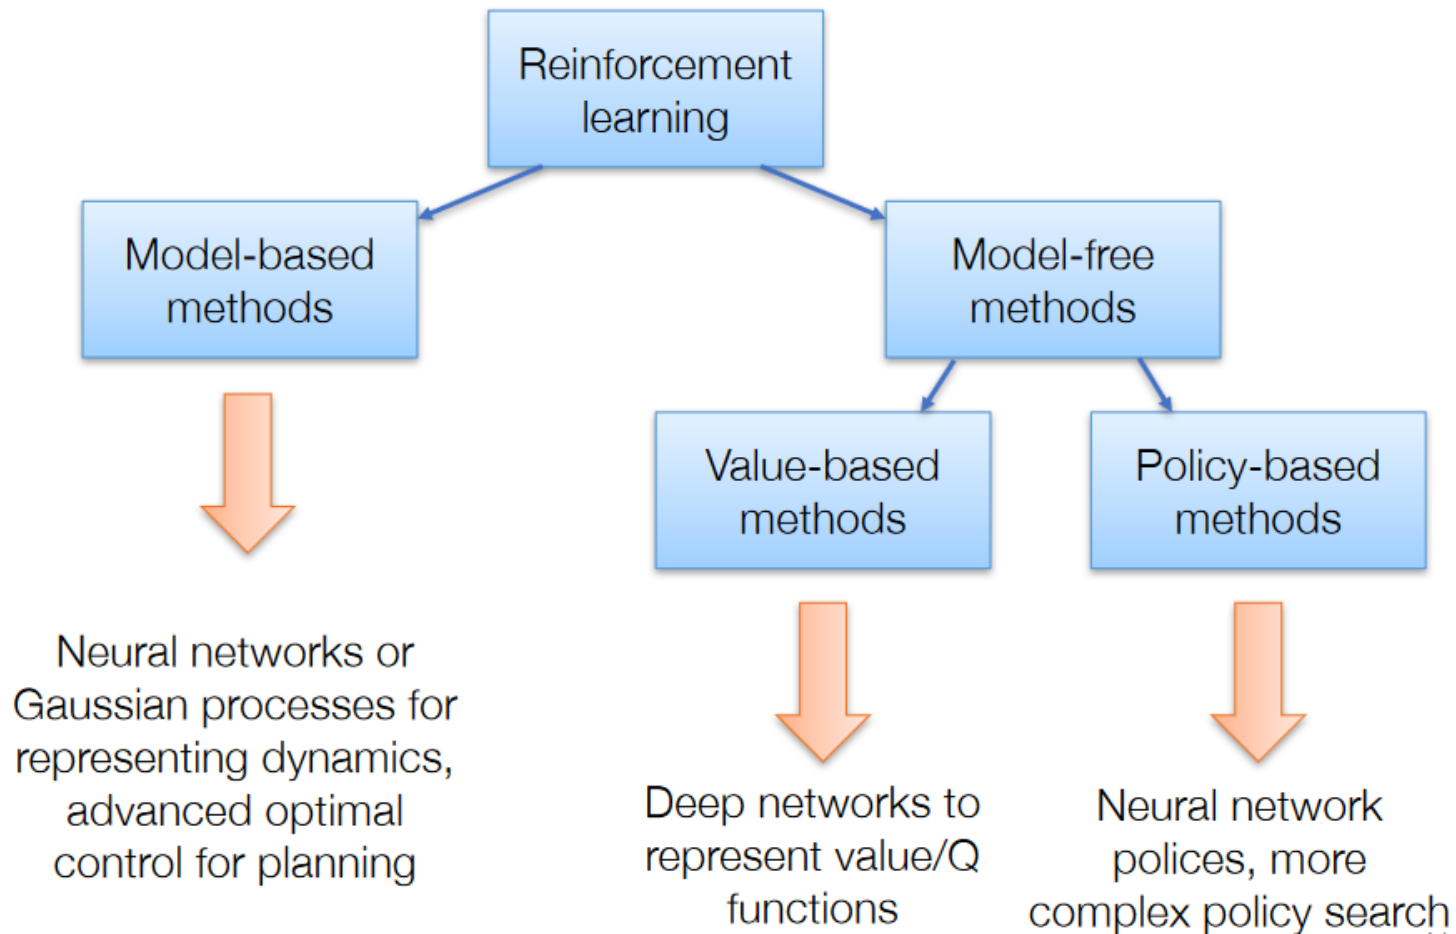 Reinforcement
learning
Model-based
methods
Model-free
methods
Value-based
methods
Policy-based
methods
Neural networks or
Gaussian processes for
representing dynamics,
advanced optimal
control for planning
Deep networks to
represent value/Q
functions
Neural network
polices, more
complex policy search